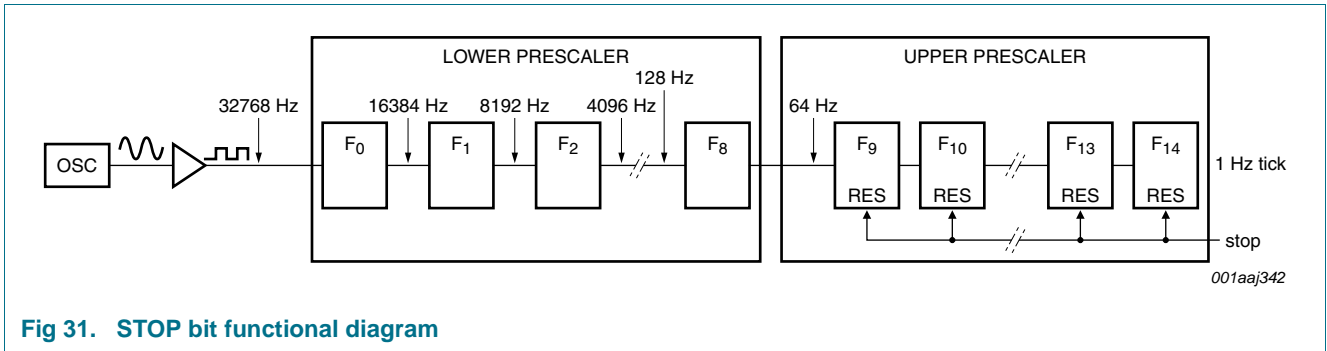 LOWER PRESCALER
UPPER PRESCALER
128 Hz
32768 Hz
16384 Hz
8192 Hz
4096 Hz
64 Hz
OSC
F0
F1
F2
F8
F9
F10
F13
F14
1 Hz tick
RES
RES
RES
RES
stop
001aaj342
Fig 31. STOP bit functional diagram